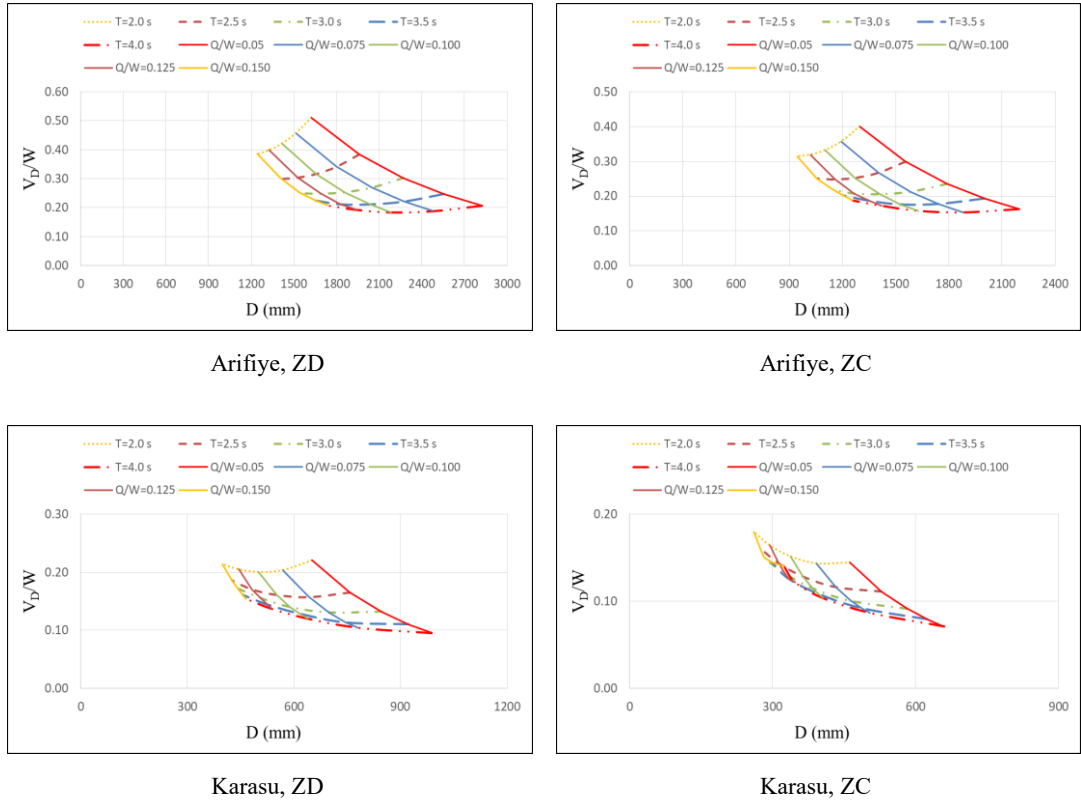 T=2.0 s T=2.5 s T=3.0 s T=3.5 s
T=4.0 s Q/W=0.05 Q/W=0.075 Q/W=0.100
Q/W=0.125 Q/W=0.150
0.60
0.50
0.40
0.30
0.20
0.10
0.00
V_D/W
0 300 600 900 1200 1500 1800 2100 2400 2700 3000
D (mm)
Arifiye, ZD
T=2.0 s T=2.5 s T=3.0 s T=3.5 s
T=4.0 s Q/W=0.05 Q/W=0.075 Q/W=0.100
Q/W=0.125 Q/W=0.150
0.50
0.40
0.30
0.20
0.10
0.00
V_D/W
0 300 600 900 1200 1500 1800 2100 2400
D (mm)
Arifiye, ZC
T=2.0 s T=2.5 s T=3.0 s T=3.5 s
T=4.0 s Q/W=0.05 Q/W=0.075 Q/W=0.100
Q/W=0.125 Q/W=0.150
0.30
0.20
0.10
0.00
V_D/W
0 300 600 900 1200
D (mm)
Karasu, ZD
T=2.0 s T=2.5 s T=3.0 s T=3.5 s
T=4.0 s Q/W=0.05 Q/W=0.075 Q/W=0.100
Q/W=0.125 Q/W=0.150
0.20
0.10
0.00
V_D/W
0 300 600 900
D (mm)
Karasu, ZC